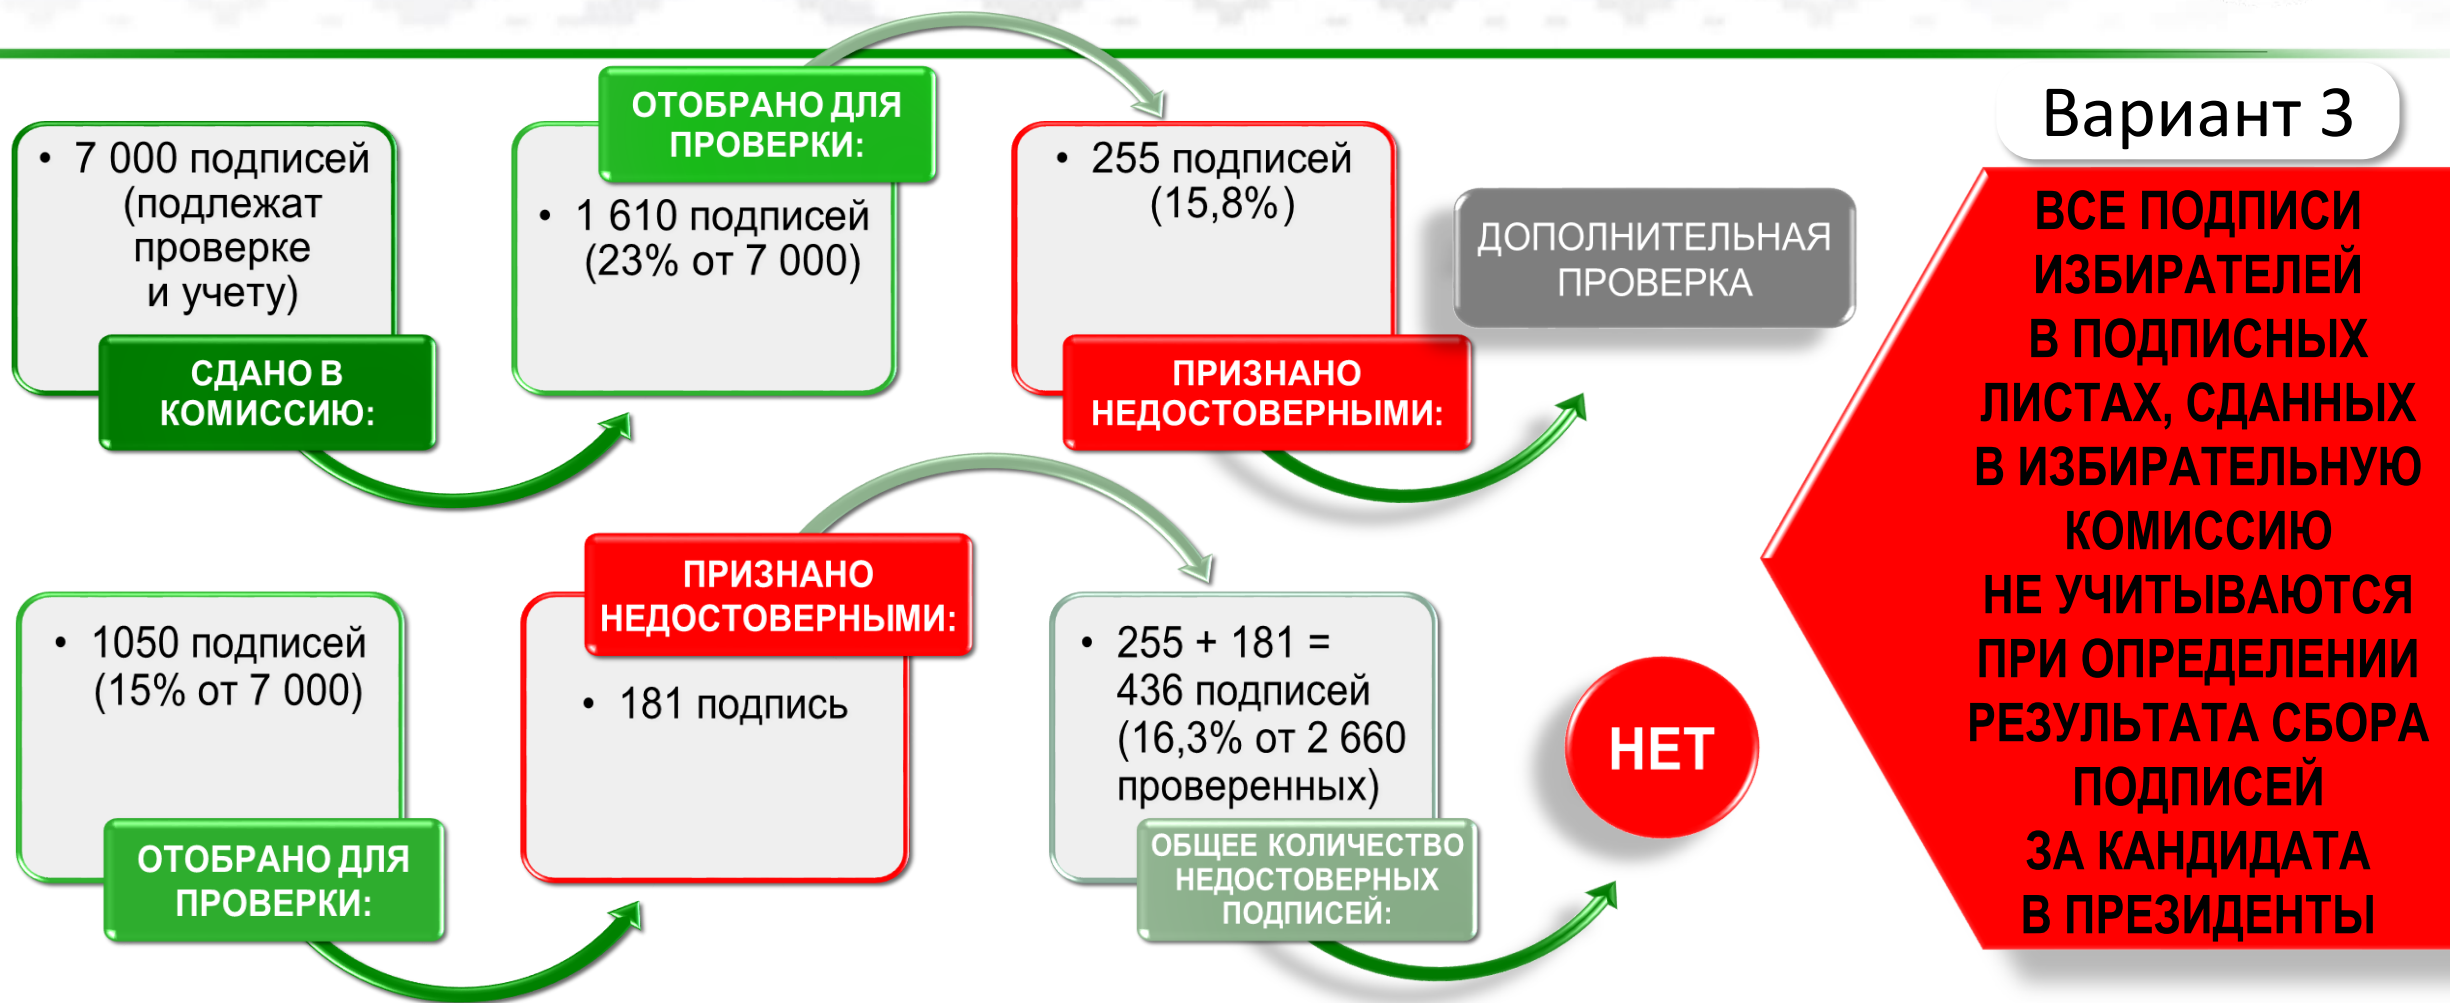 Вариант 3
• 7 000 подписей
(подлежат
проверке
и учету)
СДАНО В
КОМИССИЮ:
ОТОБРАНО ДЛЯ
ПРОВЕРКИ:
• 1 610 подписей
(23% от 7 000)
• 255 подписей
(15,8%)
ПРИЗНАНО
НЕДОСТОВЕРНЫМИ:
ДОПОЛНИТЕЛЬНАЯ
ПРОВЕРКА
• 1050 подписей
(15% от 7 000)
ОТОБРАНО ДЛЯ
ПРОВЕРКИ:
ПРИЗНАНО
НЕДОСТОВЕРНЫМИ:
• 181 подпись
• 255 + 181 =
436 подписей
(16,3% от 2 660
проверенных)
ОБЩЕЕ КОЛИЧЕСТВО
НЕДОСТОВЕРНЫХ
ПОДПИСЕЙ:
НЕТ
ВСЕ ПОДПИСИ
ИЗБИРАТЕЛЕЙ
В ПОДПИСНЫХ
ЛИСТАХ, СДАННЫХ
В ИЗБИРАТЕЛЬНУЮ
КОМИССИЮ
НЕ УЧИТЫВАЮТСЯ
ПРИ ОПРЕДЕЛЕНИИ
РЕЗУЛЬТАТА СБОРА
ПОДПИСЕЙ
ЗА КАНДИДАТА
В ПРЕЗИДЕНТЫ